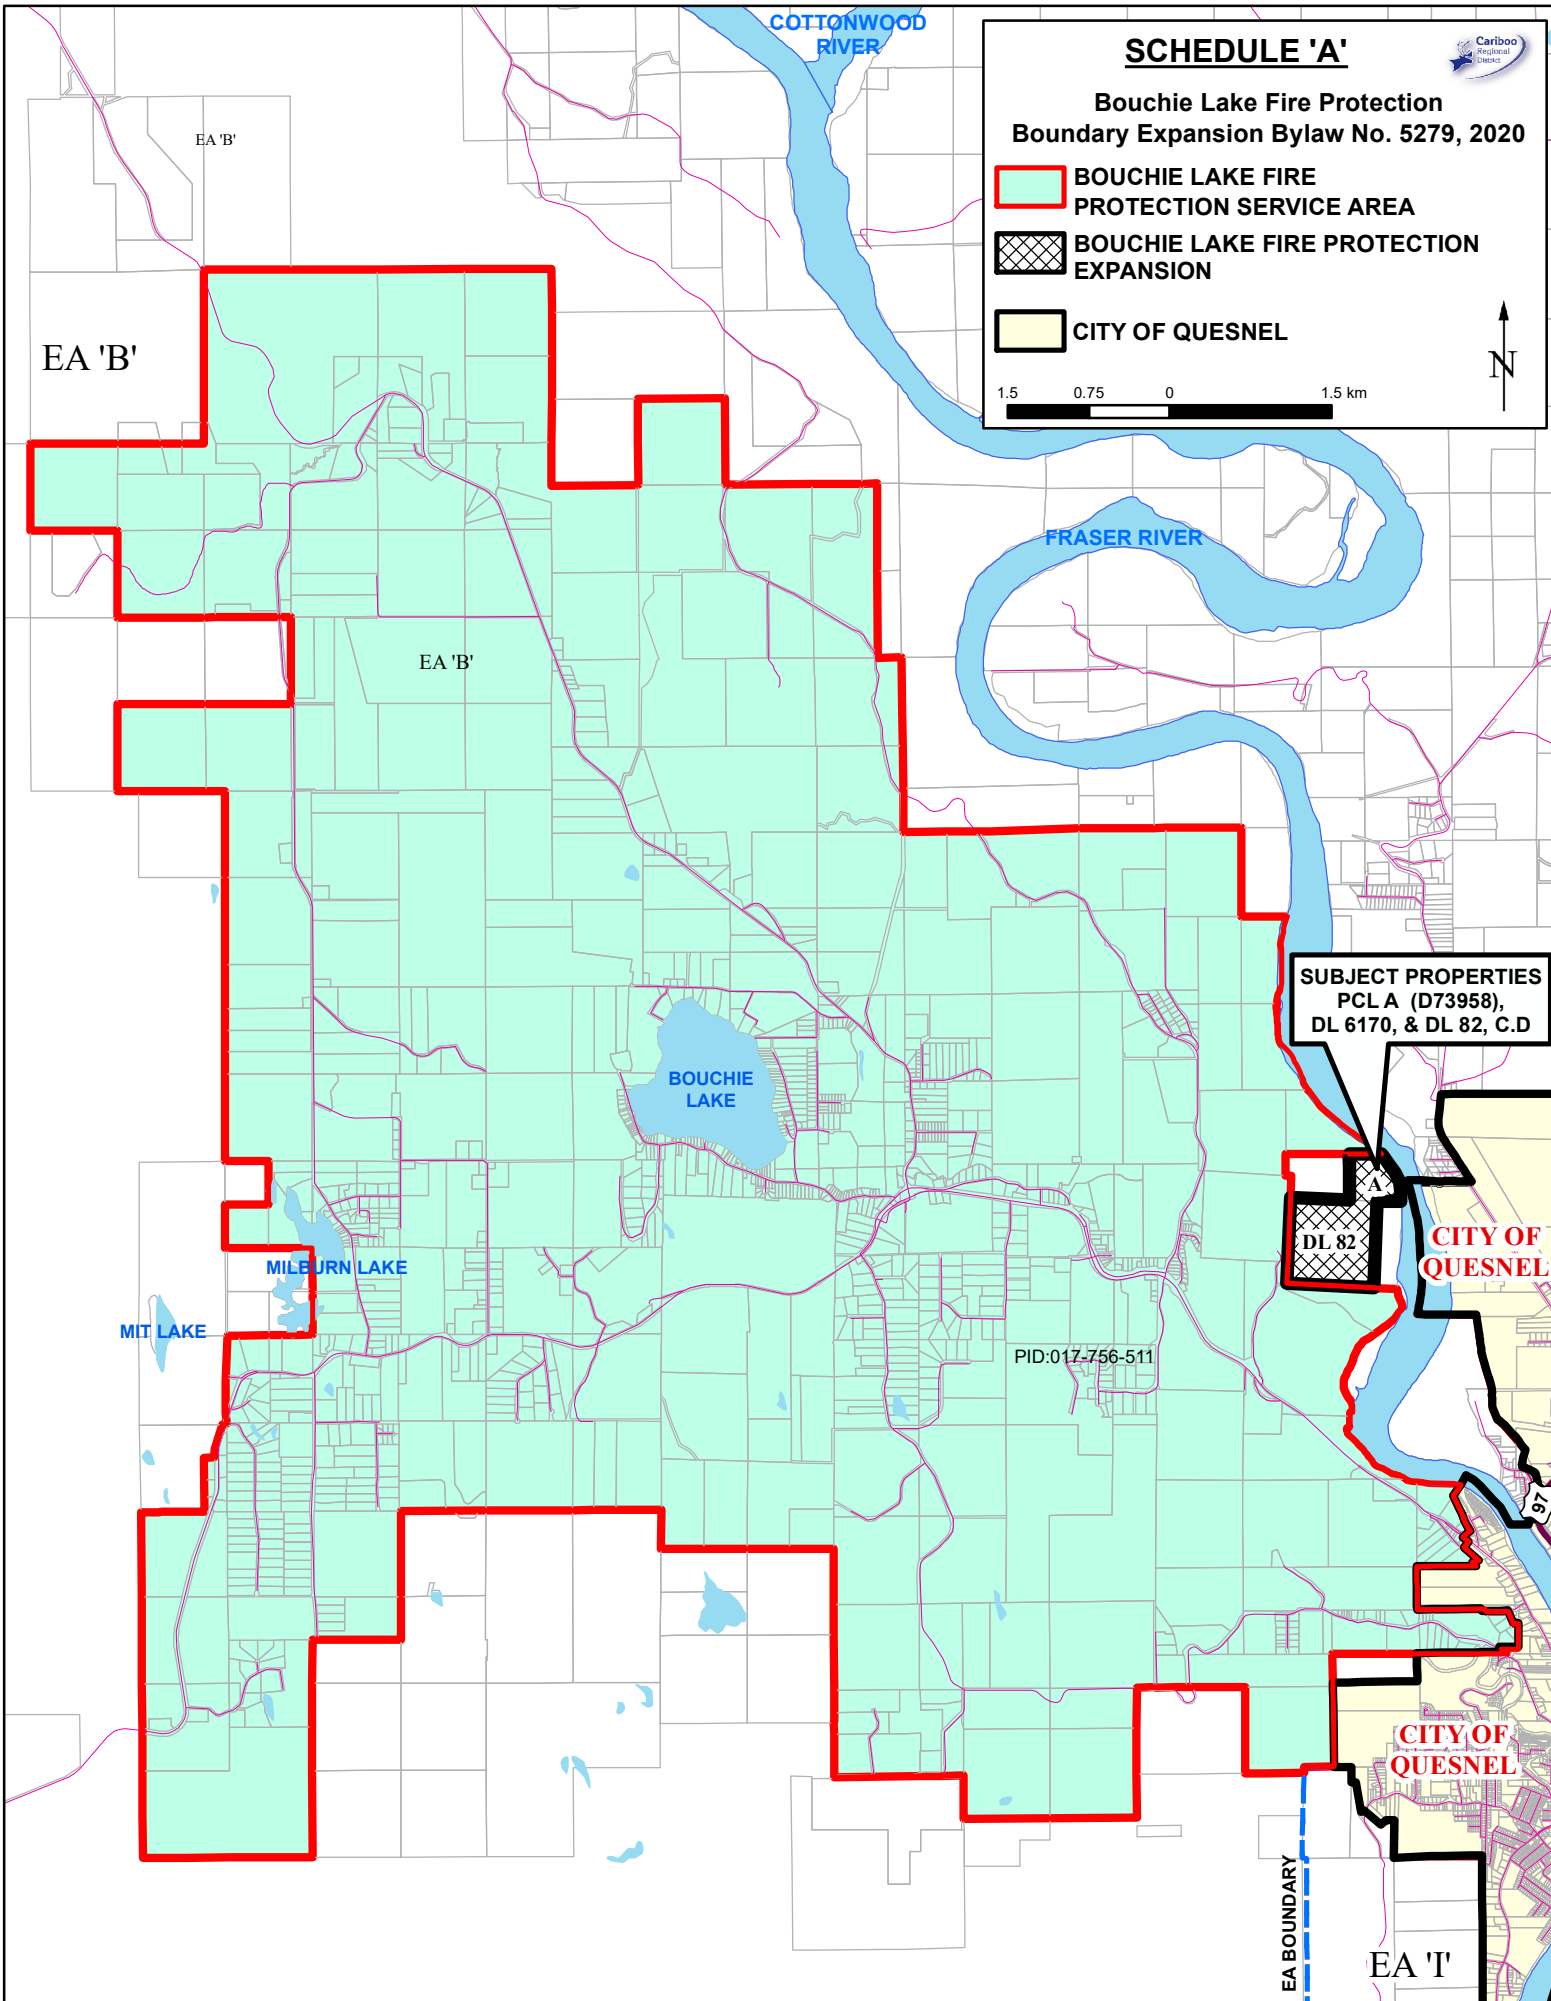 COTTONWOOD
RIVER
SCHEDULE 'A'
Cariboo
Regional
District
Bouchie Lake Fire Protection
Boundary Expansion Bylaw No. 5279, 2020
BOUCHIE LAKE FIRE
PROTECTION SERVICE AREA
BOUCHIE LAKE FIRE PROTECTION
EXPANSION
CITY OF QUESNEL
N
1.5 0.75 0 1.5 km
EA 'B'
EA 'B'
FRASER RIVER
EA 'B'
SUBJECT PROPERTIES
PCL A (D73958),
DL 6170, & DL 82, C.D
BOUCHIE
LAKE
A
DL 82
CITY OF
QUESNEL
MILBURN LAKE
MIT LAKE
PID:017-756-511
97
CITY OF
QUESNEL
EA BOUNDARY
EA 'I'